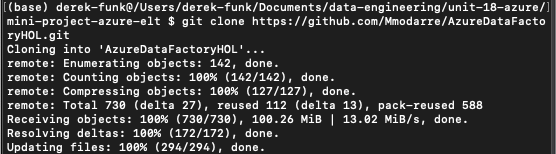 (base) derek-funk@/Users/derek-funk/Documents/data-engineering/unit-18-azure/
mini-project-azure-elt $ git clone https://github.com/Mmodarre/AzureDataFacto
ryHOL.git
Cloning into 'AzureDataFactoryHOL'...
remote: Enumerating objects: 142, done.
remote: Counting objects: 100% (142/142), done.
remote: Compressing objects: 100% (127/127), done.
remote: Total 730 (delta 27), reused 112 (delta 13), pack-reused 588
Receiving objects: 100% (730/730), 100.26 MiB | 13.02 MiB/s, done.
Resolving deltas: 100% (172/172), done.
Updating files: 100% (294/294), done.